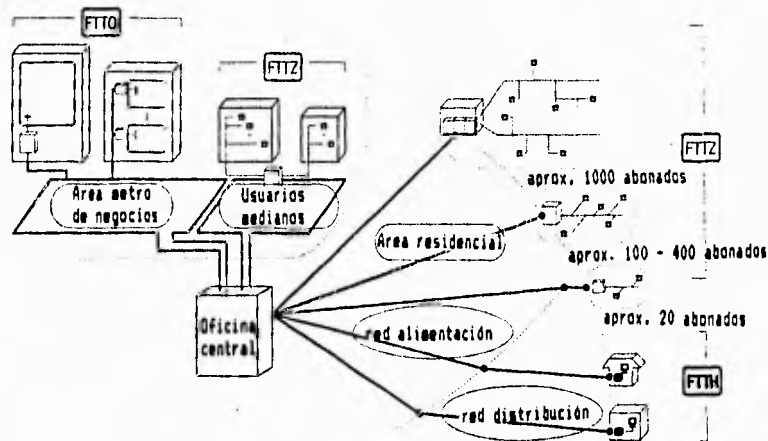 FTTO
FTTZ
Area metro
de negocios
Usuarios
medianos
FTTZ
aprox. 1000 abonados
Area residencial
aprox. 100 - 400 abonados
aprox. 20 abonados
Oficina
central
red alimentación
FTTH
red distribución